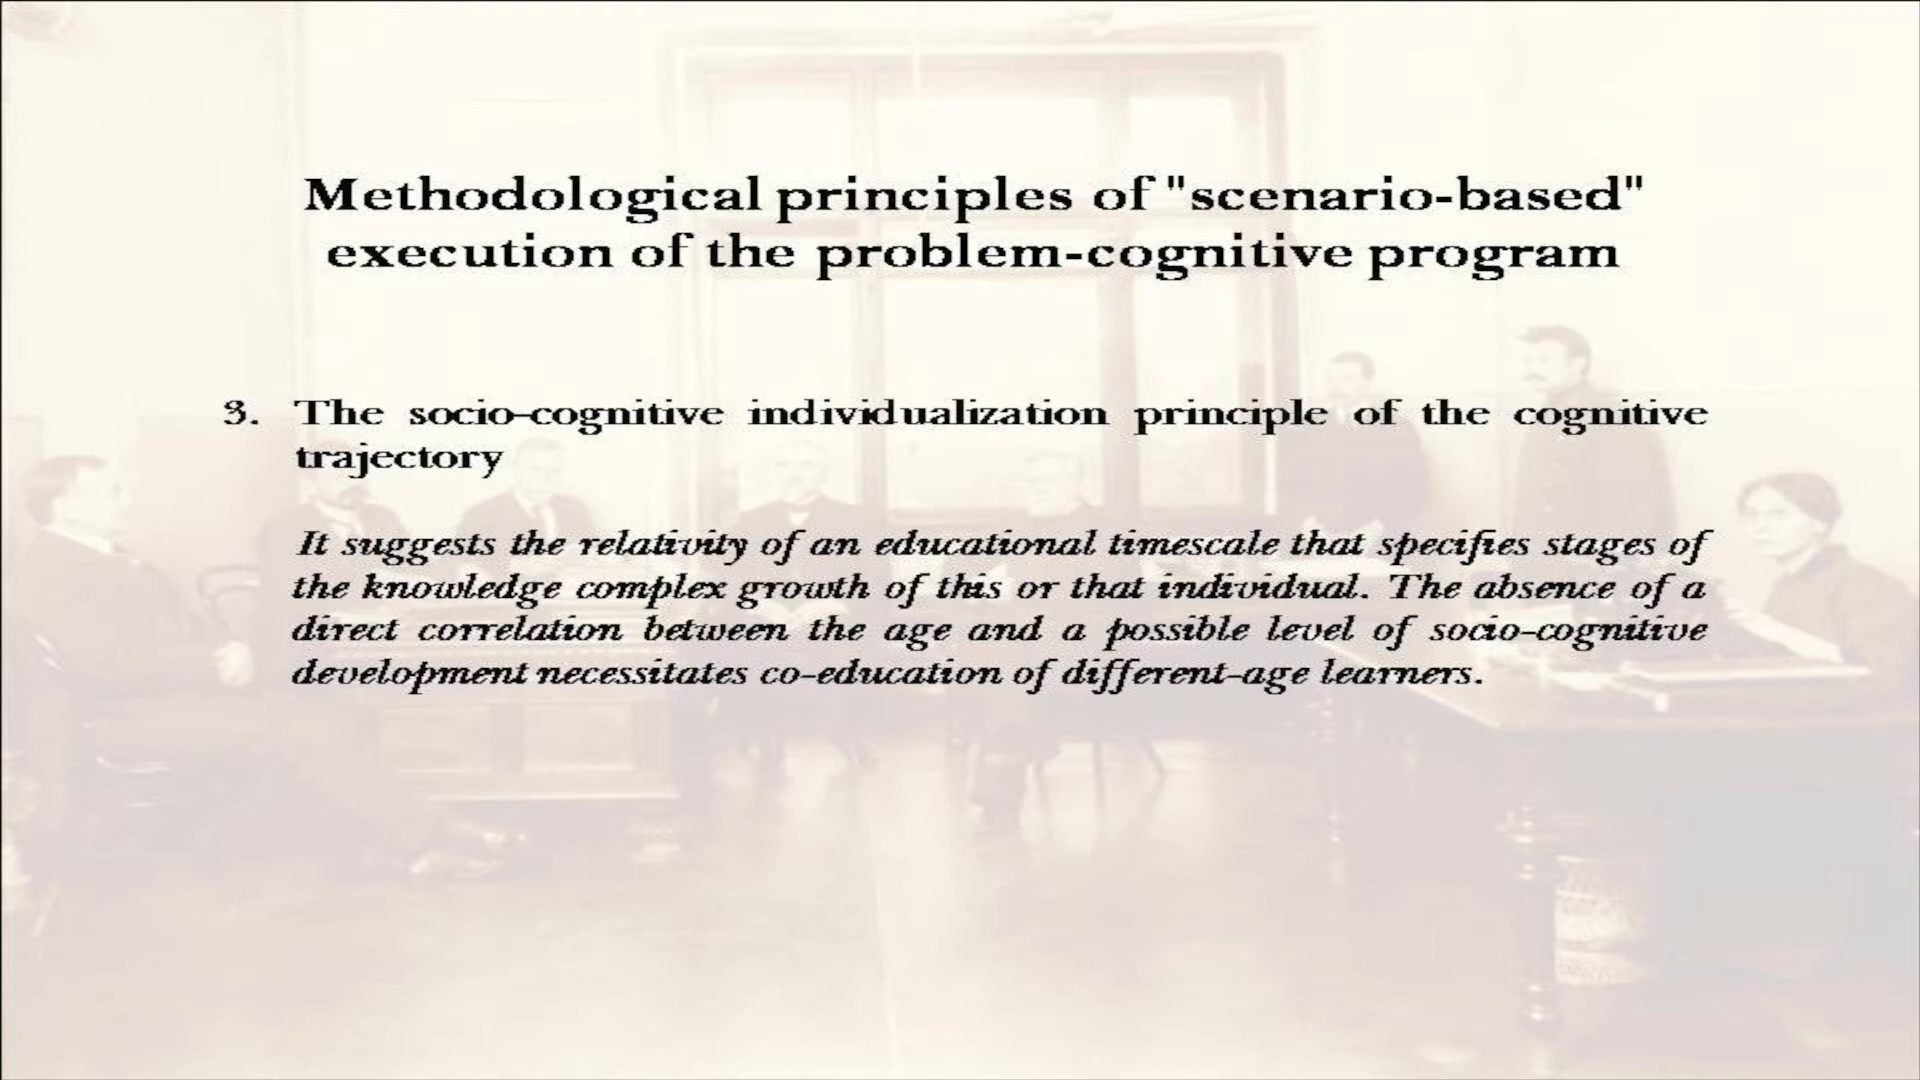 Methodological principles of "scenario-based"
execution of the problem-cognitive program
3. The socio-cognitive individualization principle of the cognitive
trajectory
It suggests the relativity of an educational timescale that specifies stages of
the knowledge complex growth of this or that individual. The absence of a
direct correlation between the age and a possible level of socio-cognitive
development necessitates co-education of different-age learners.